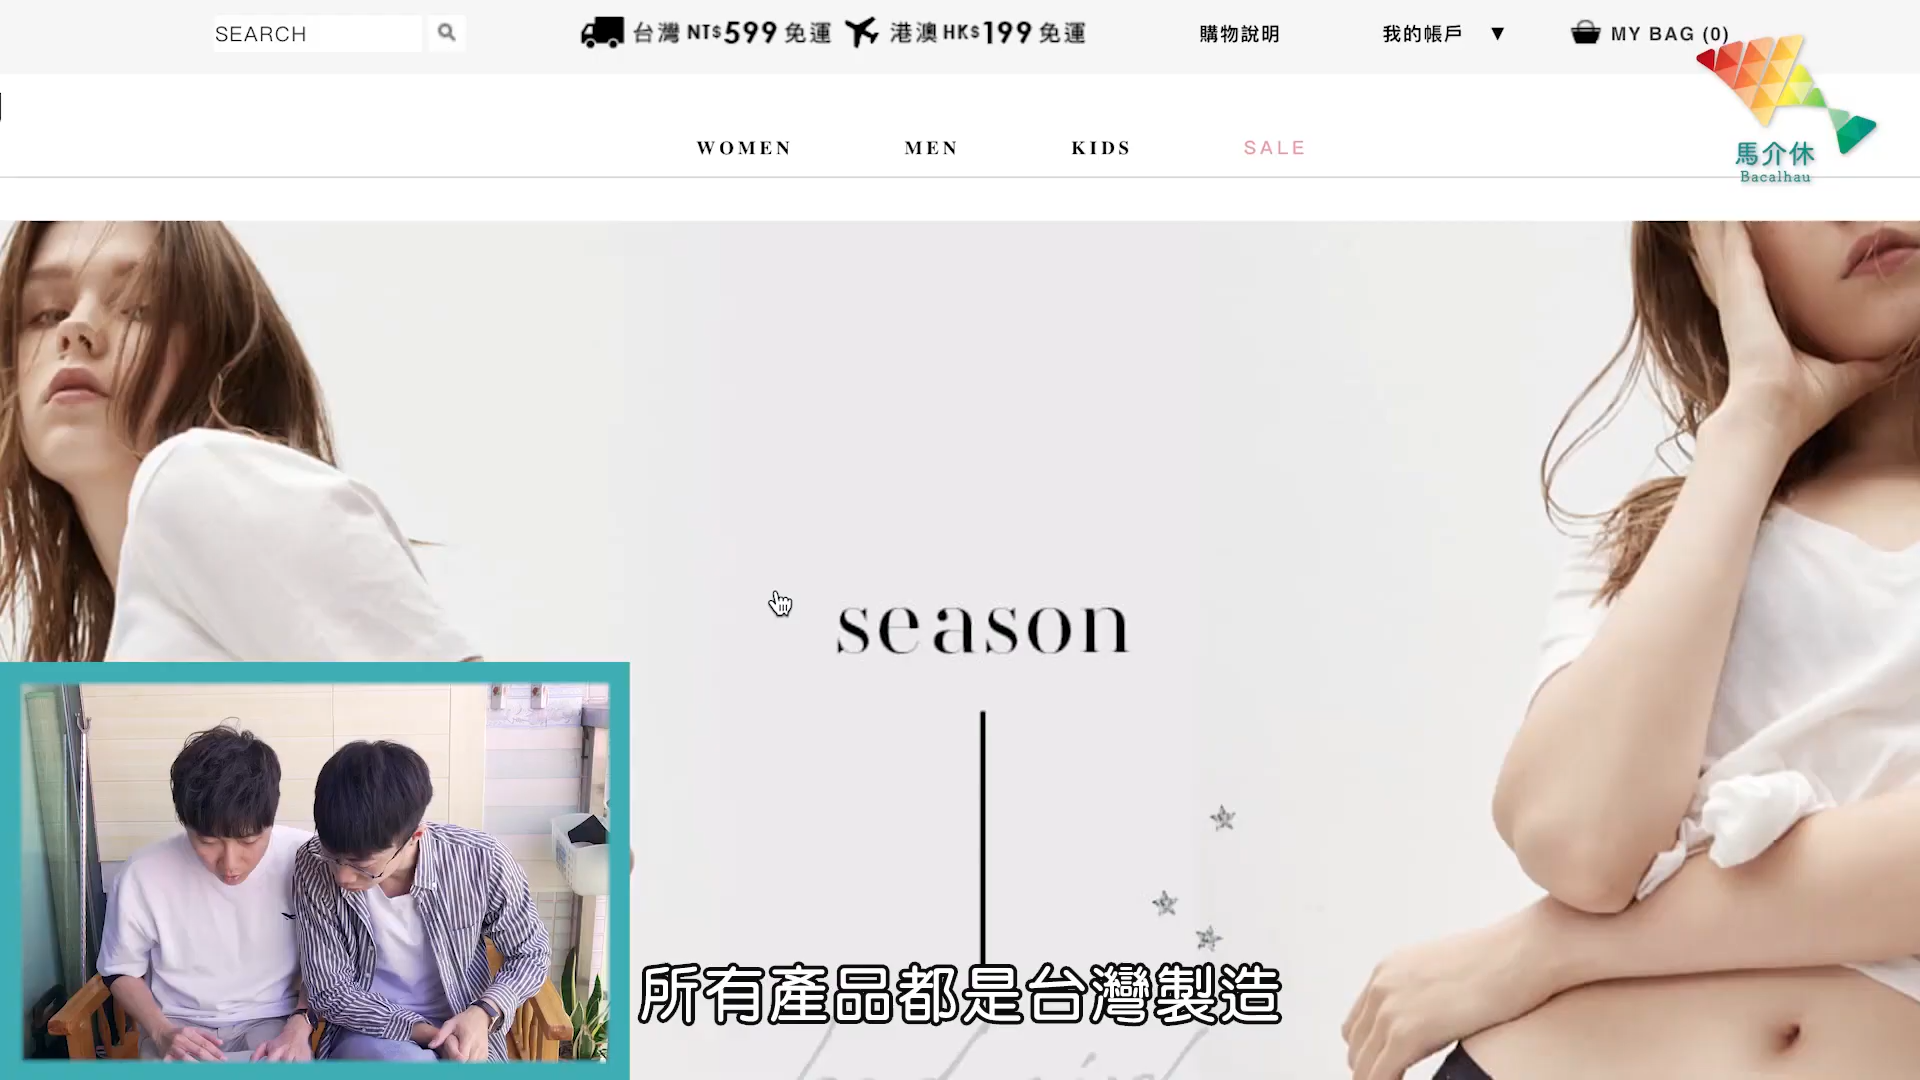 SEARCH
台灣 NT$599 免運 港澳 HK$199 免運
購物說明
我的帳戶 ▼
MY BAG (0)
WOMEN
MEN
KIDS
SALE
馬介休
Bacalhau
season
所有產品都是台灣製造